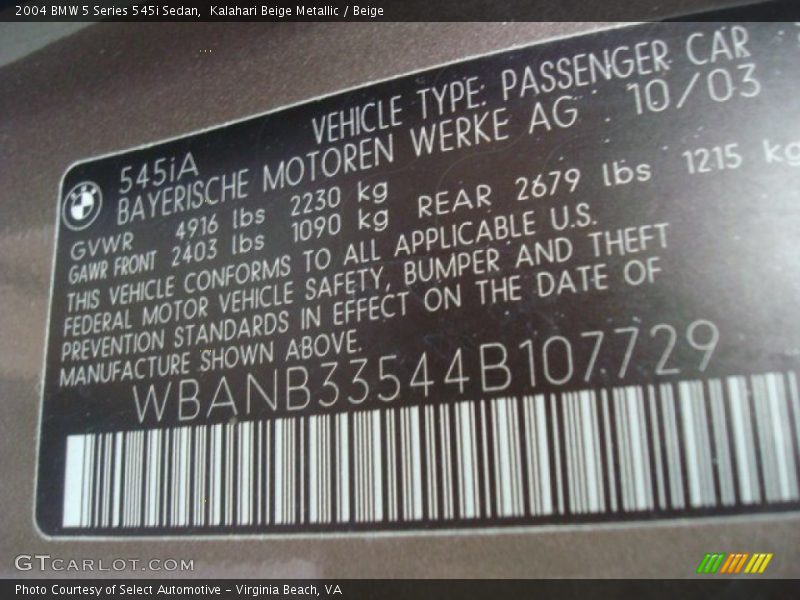 2004 BMW 5 Series 545i Sedan,  Kalahari Beige Metallic / Beige
VEHICLE TYPE: PASSENGER CAR
545iA
BAYERISCHE MOTOREN WERKE AG 10/03
GVWR 4916 lbs 2230 kg
GAWR FRONT 2403 lbs 1090 kg REAR 2679 lbs 1215 kg
THIS VEHICLE CONFORMS TO ALL APPLICABLE U.S.
FEDERAL MOTOR VEHICLE SAFETY, BUMPER AND THEFT
PREVENTION STANDARDS IN EFFECT ON THE DATE OF
MANUFACTURE SHOWN ABOVE.
WBANB33544B107729
GTCARLOT.COM
Photo Courtesy of Select Automotive – Virginia Beach, VA